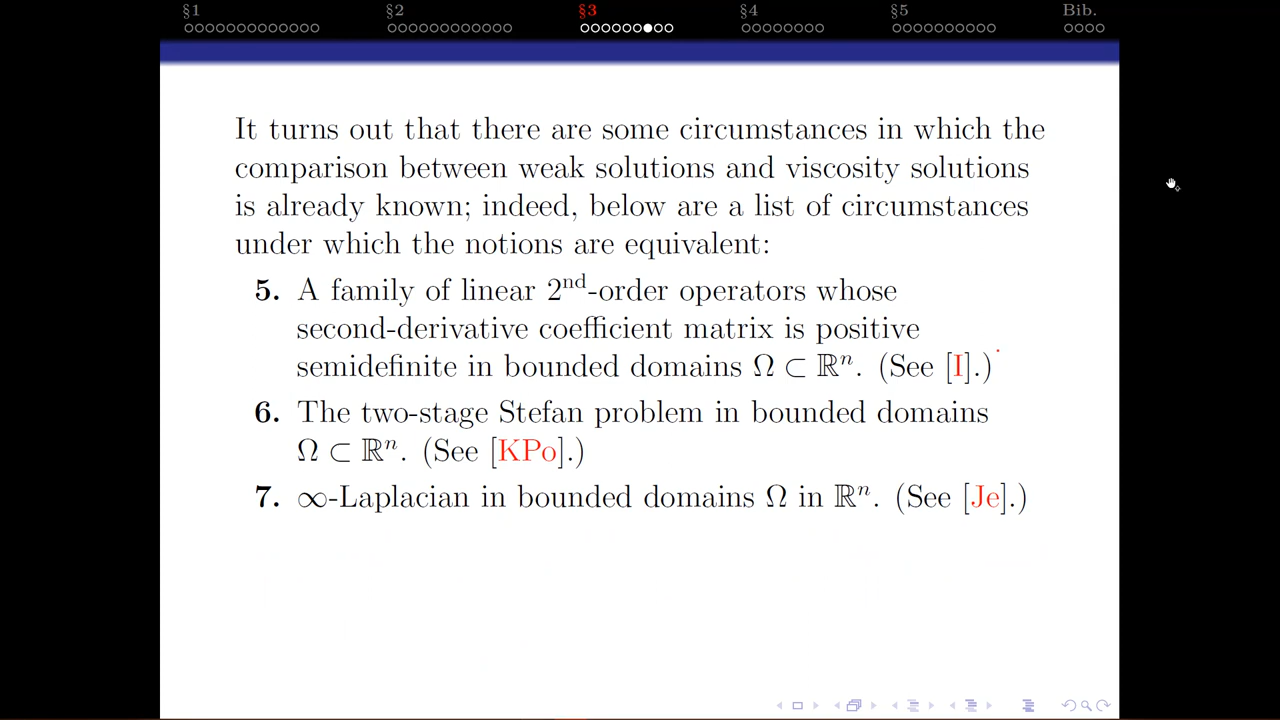 §1 §2 §3 §4 §5 Bib.
It turns out that there are some circumstances in which the
comparison between weak solutions and viscosity solutions
is already known; indeed, below are a list of circumstances
under which the notions are equivalent:
5. A family of linear 2ⁿᵈ-order operators whose
second-derivative coefficient matrix is positive
semidefinite in bounded domains Ω ⊂ ℝⁿ. (See [I].)
6. The two-stage Stefan problem in bounded domains
Ω ⊂ ℝⁿ. (See [KPo].)
7. ∞-Laplacian in bounded domains Ω in ℝⁿ. (See [Je].)